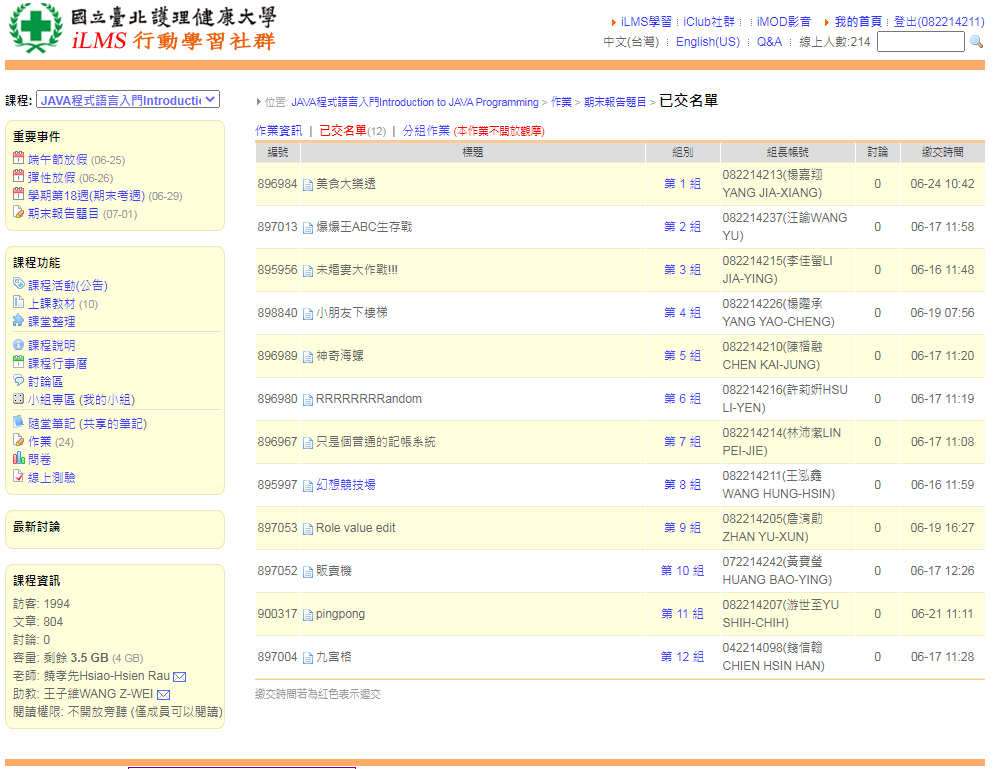 國立臺北護理健康大學
iLMS 行動學習社群
iLMS學習 iClub社群 iMOD影音 我的首頁 登出(082214211)
中文(台灣) English(US) Q&A 線上人數:214
課程: JAVA程式語言入門Introducti
位置: JAVA程式語言入門Introduction to JAVA Programming > 作業 > 期末報告題目 > 已交名單
重要事件
端午節放假 (06-25)
彈性放假 (06-26)
學期第18週(期末考週) (06-29)
期末報告題目 (07-01)
課程功能
課程活動(公告)
上課教材 (10)
課堂整理
課程說明
課程行事曆
討論區
小組專區 (我的小組)
隨堂筆記 (共享的筆記)
作業 (24)
問卷
線上測驗
最新討論
課程資訊
訪客: 1994
文章: 804
討論: 0
容量: 剩餘 3.5 GB (4 GB)
老師: 饒孝先Hsiao-Hsien Rau
助教: 王子維WANG Z-WEI
閱讀權限: 不開放旁聽 (僅成員可以閱讀)
作業資訊 | 已交名單(12) | 分組作業 (本作業不開放觀摩)
編號 標題 組別 組長帳號 討論 繳交時間
896984 美食大樂透 第 1 組 082214213(楊嘉翔 YANG JIA-XIANG) 0 06-24 10:42
897013 爆爆王ABC生存戰 第 2 組 082214237(汪諭WANG YU) 0 06-17 11:58
895956 未婚妻大作戰!!! 第 3 組 082214215(李佳螢LI JIA-YING) 0 06-16 11:48
898840 小朋友下樓梯 第 4 組 082214226(楊曜承 YANG YAO-CHENG) 0 06-19 07:56
896989 神奇海螺 第 5 組 082214210(陳楷融 CHEN KAI-JUNG) 0 06-17 11:20
896980 RRRRRRRRandom 第 6 組 082214216(許莉妍HSU LI-YEN) 0 06-17 11:19
896967 只是個普通的記帳系統 第 7 組 082214214(林沛潔LIN PEI-JIE) 0 06-17 11:08
895997 幻想競技場 第 8 組 082214211(王泓鑫 WANG HUNG-HSIN) 0 06-16 11:59
897053 Role value edit 第 9 組 082214205(詹淯勛 ZHAN YU-XUN) 0 06-19 16:27
897052 販賣機 第 10 組 072214242(黃寶瑩 HUANG BAO-YING) 0 06-17 12:26
900317 pingpong 第 11 組 082214207(游世至YU SHIH-CHIH) 0 06-21 11:11
897004 九宮格 第 12 組 042214098(錢信翰 CHIEN HSIN HAN) 0 06-17 11:28
繳交時間若為紅色表示遲交